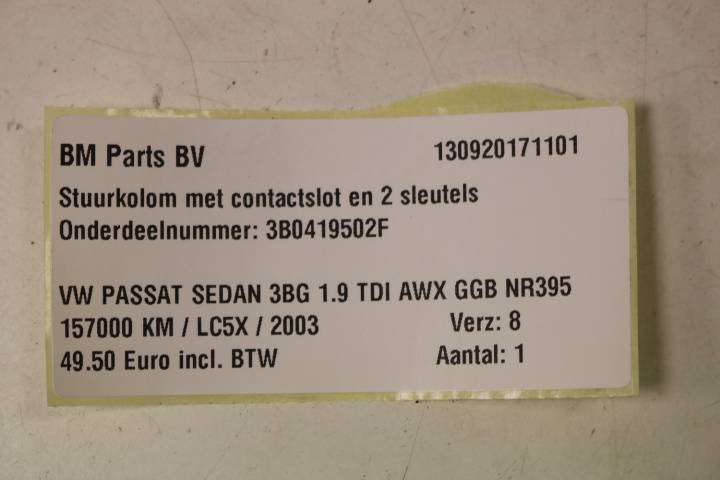 BM Parts BV 130920171101
Stuurkolom met contactslot en 2 sleutels
Onderdeelnummer: 3B0419502F
VW PASSAT SEDAN 3BG 1.9 TDI AWX GGB NR395
157000 KM / LC5X / 2003 Verz: 8
49.50 Euro incl. BTW Aantal: 1